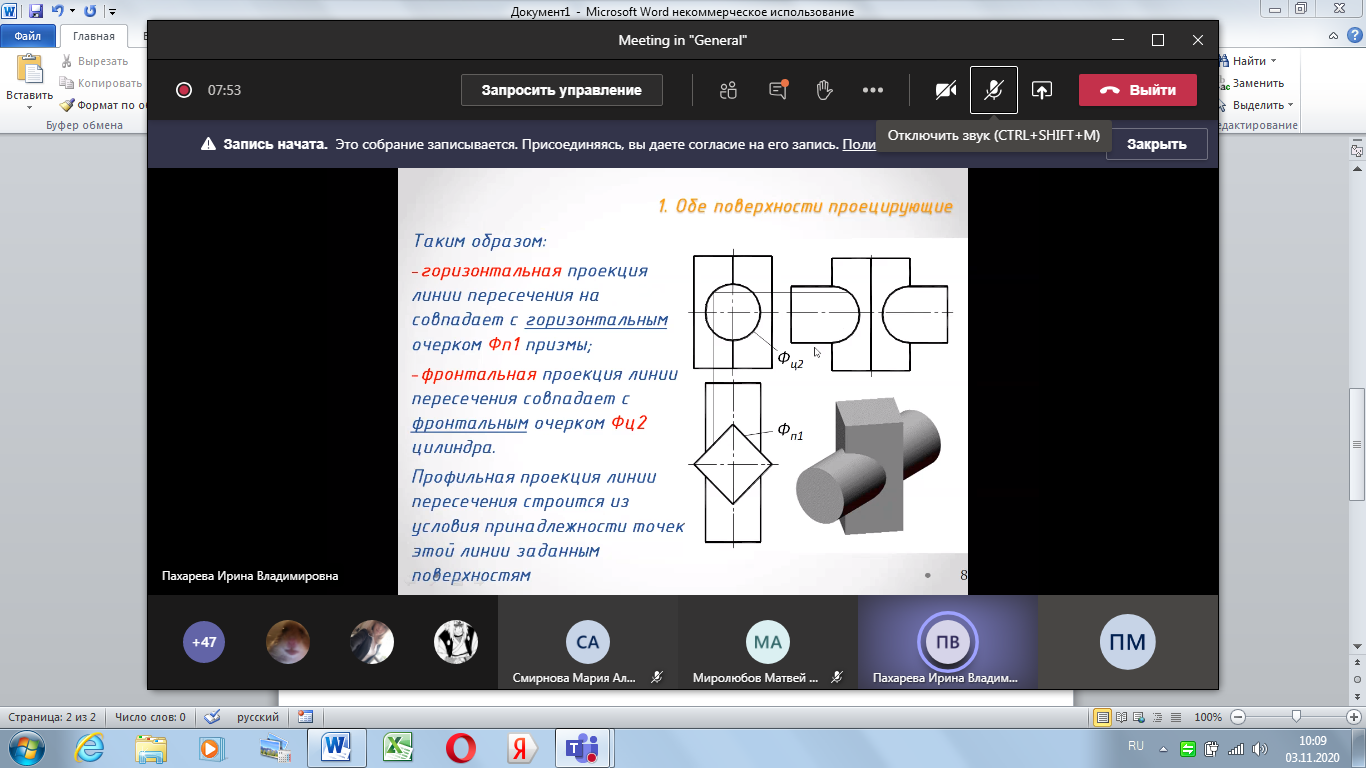 Документ1 - Microsoft Word некоммерческое использование
Файл
Главная
Вставить
Вырезать
Копировать
Формат по об
Буфер обмена
Найти
Заменить
Выделить
едактирование
Meeting in "General"
07:53
Запросить управление
Выйти
Отключить звук (CTRL+SHIFT+M)
Запись начата. Это собрание записывается. Присоединяясь, вы даете согласие на его запись. Поли
Закрыть
1. Обе поверхности проецирующие
Таким образом:
- горизонтальная проекция
линии пересечения на
совпадает с горизонтальным
очерком Фп1 призмы;
- фронтальная проекция линии
пересечения совпадает с
фронтальным очерком Фц2
цилиндра.
Профильная проекция линии
пересечения строится из
условия принадлежности точек
этой линии заданным
поверхностям
Фц2
Фп1
8
Пахарева Ирина Владимировна
+47
СА
Смирнова Мария Ал...
МА
Миролюбов Матвей ...
ПВ
Пахарева Ирина Владим...
ПМ
Страница: 2 из 2
Число слов: 0
русский
100%
RU
10:09
03.11.2020